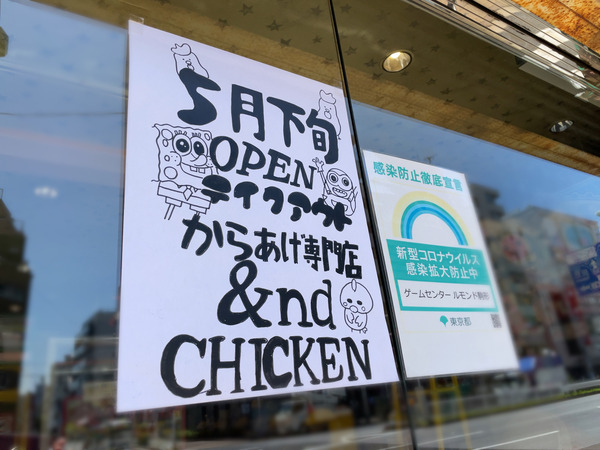 5月下旬
OPEN
テイクアウト
からあげ専門店
&nd
CHICKEN
感染防止徹底宣言
新型コロナウイルス
感染拡大防止中
ゲームセンター ルモンド駒形
東京都